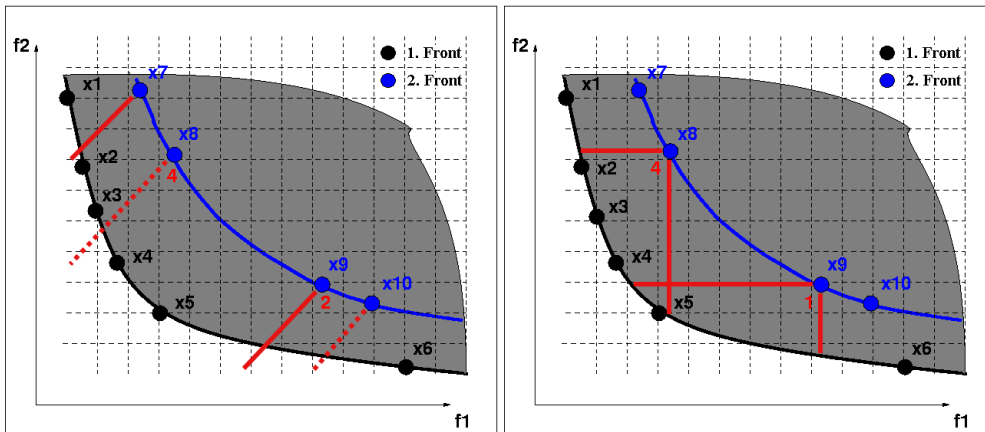 f2
1. Front
2. Front
x7
x1
x8
x2
4
x3
x4
x9
x10
x5
2
x6
f1
f2
1. Front
2. Front
x7
x1
x8
x2
4
x3
x4
x9
x10
x5
1
x6
f1